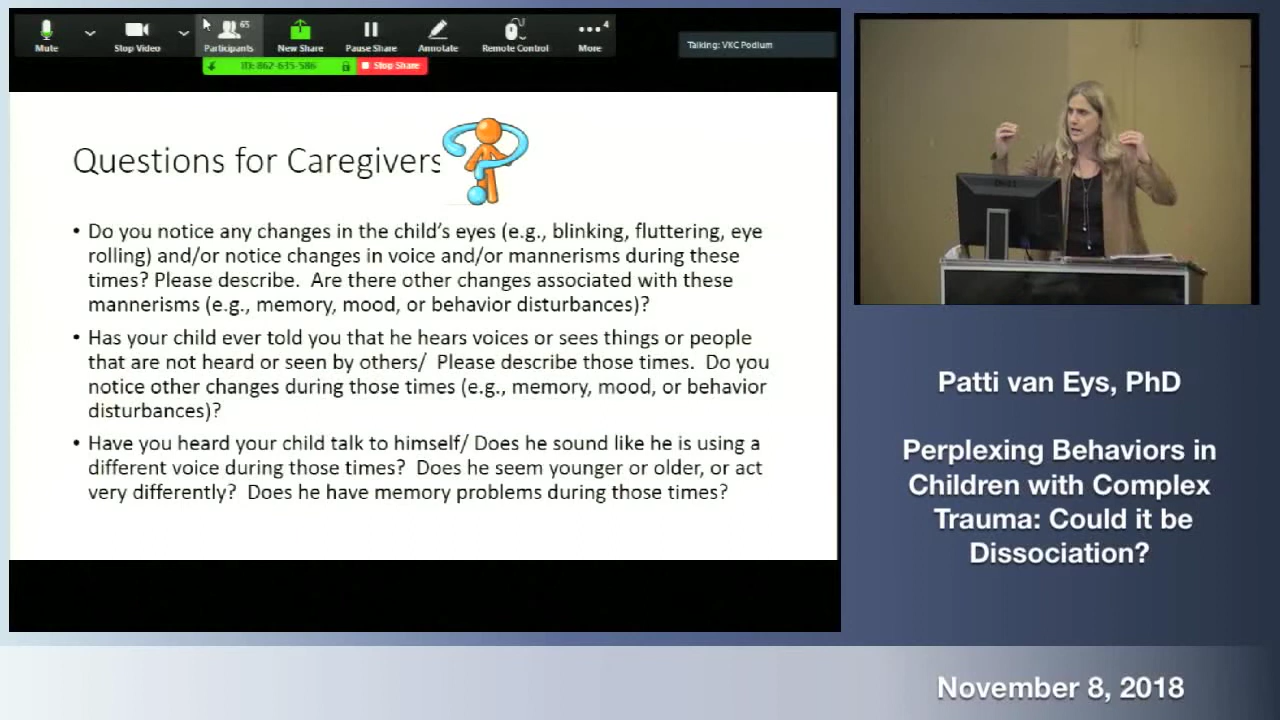 65
4
Mute
Stop Video
Participants
New Share
Pause Share
Annotate
Remote Control
More
Talking: VKC Podium
ID: 862-635-586
Stop Share
Questions for Caregivers
• Do you notice any changes in the child's eyes (e.g., blinking, fluttering, eye
rolling) and/or notice changes in voice and/or mannerisms during these
times? Please describe. Are there other changes associated with these
mannerisms (e.g., memory, mood, or behavior disturbances)?
• Has your child ever told you that he hears voices or sees things or people
that are not heard or seen by others/ Please describe those times. Do you
notice other changes during those times (e.g., memory, mood, or behavior
disturbances)?
• Have you heard your child talk to himself/ Does he sound like he is using a
different voice during those times? Does he seem younger or older, or act
very differently? Does he have memory problems during those times?
Patti van Eys, PhD
Perplexing Behaviors in
Children with Complex
Trauma: Could it be
Dissociation?
November 8, 2018